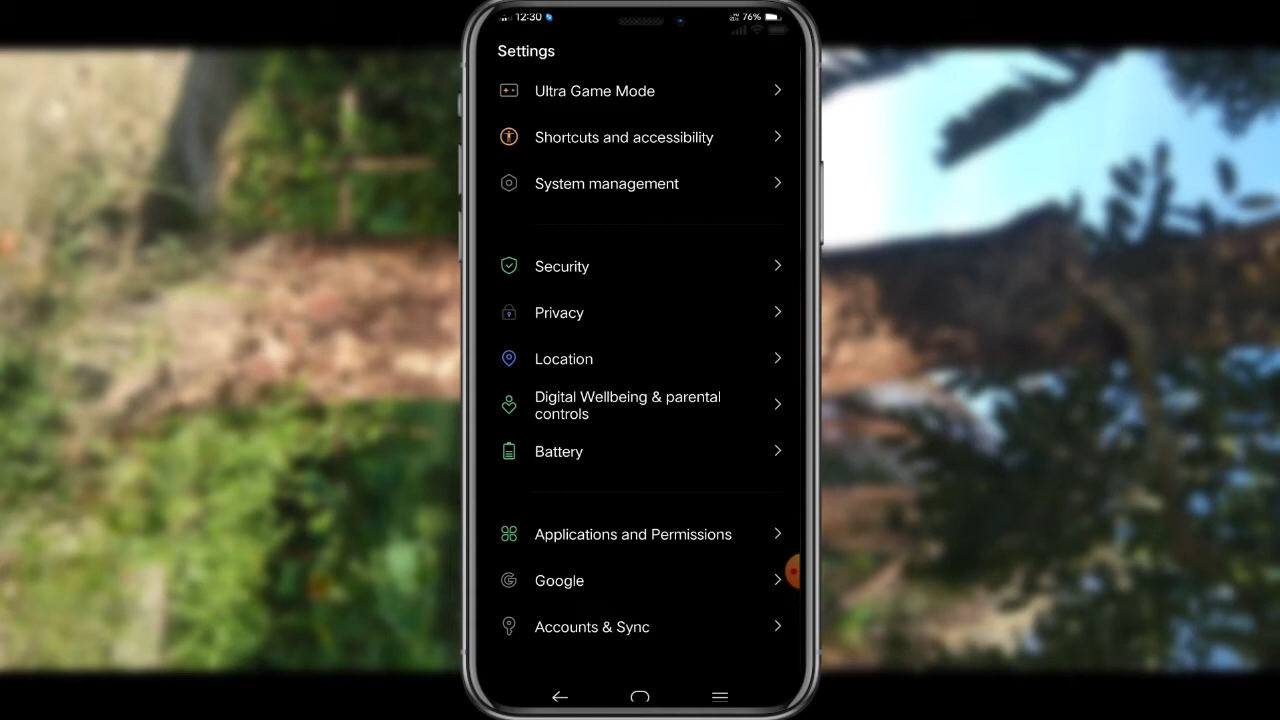 12:30 76%
Settings
Ultra Game Mode
Shortcuts and accessibility
System management
Security
Privacy
Location
Digital Wellbeing & parental
controls
Battery
Applications and Permissions
Google
Accounts & Sync